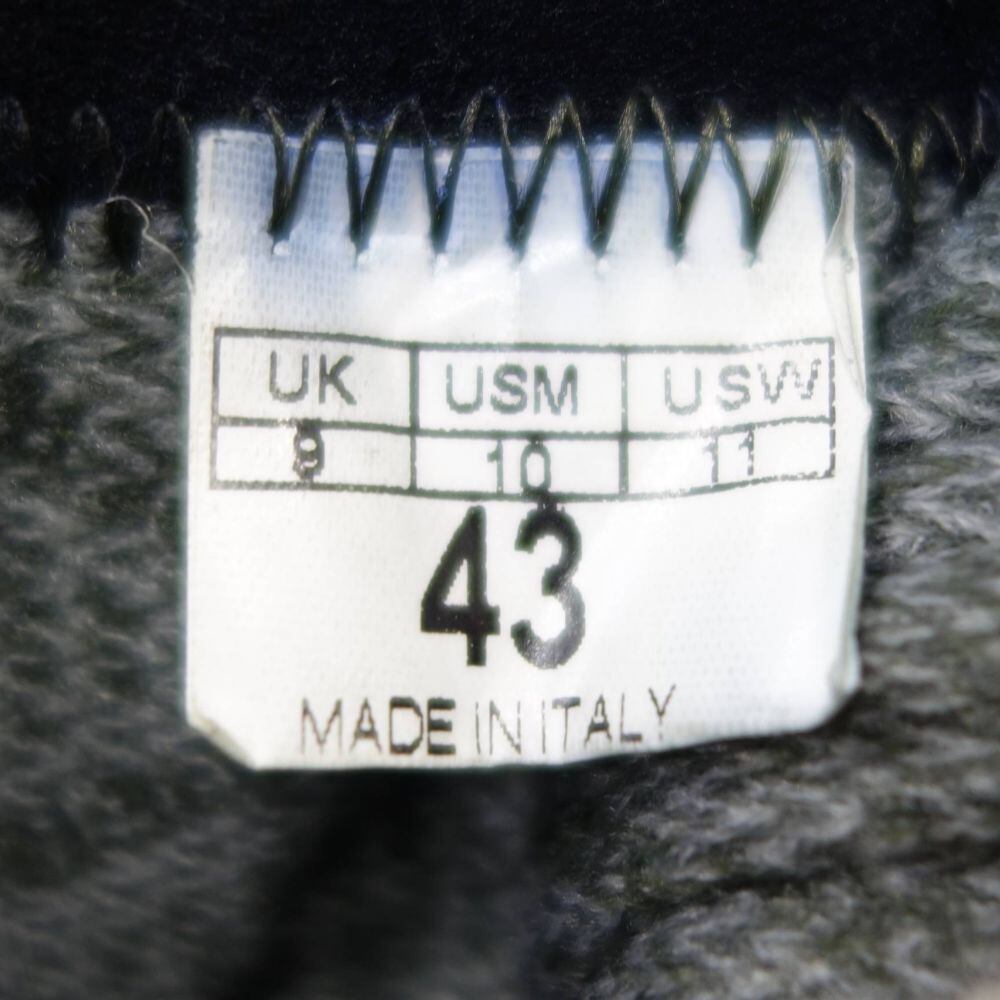 UK USM USW
9 10 11
43
MADE IN ITALY